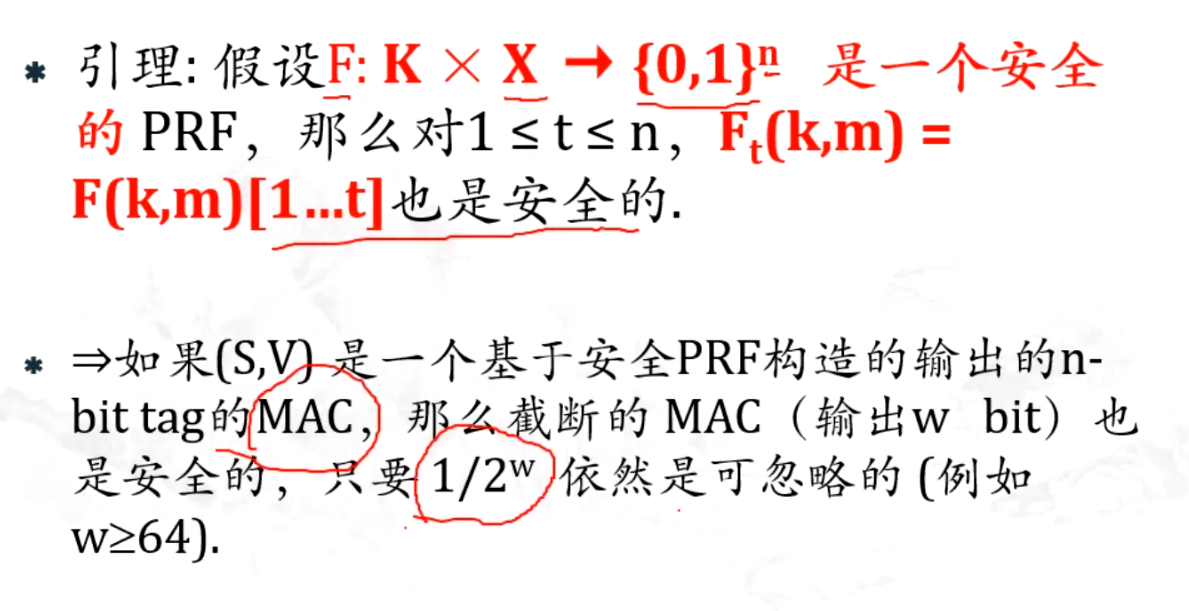 * 引理: 假设F: K × X → {0,1}ⁿ 是一个安全
的 PRF，那么对1 ≤ t ≤ n，Fₜ(k,m) =
F(k,m)[1…t]也是安全的.
* ⇒如果(S,V) 是一个基于安全PRF构造的输出的n-
bit tag的MAC，那么截断的 MAC（输出w bit）也
是安全的，只要 1/2ʷ 依然是可忽略的 (例如
w≥64).